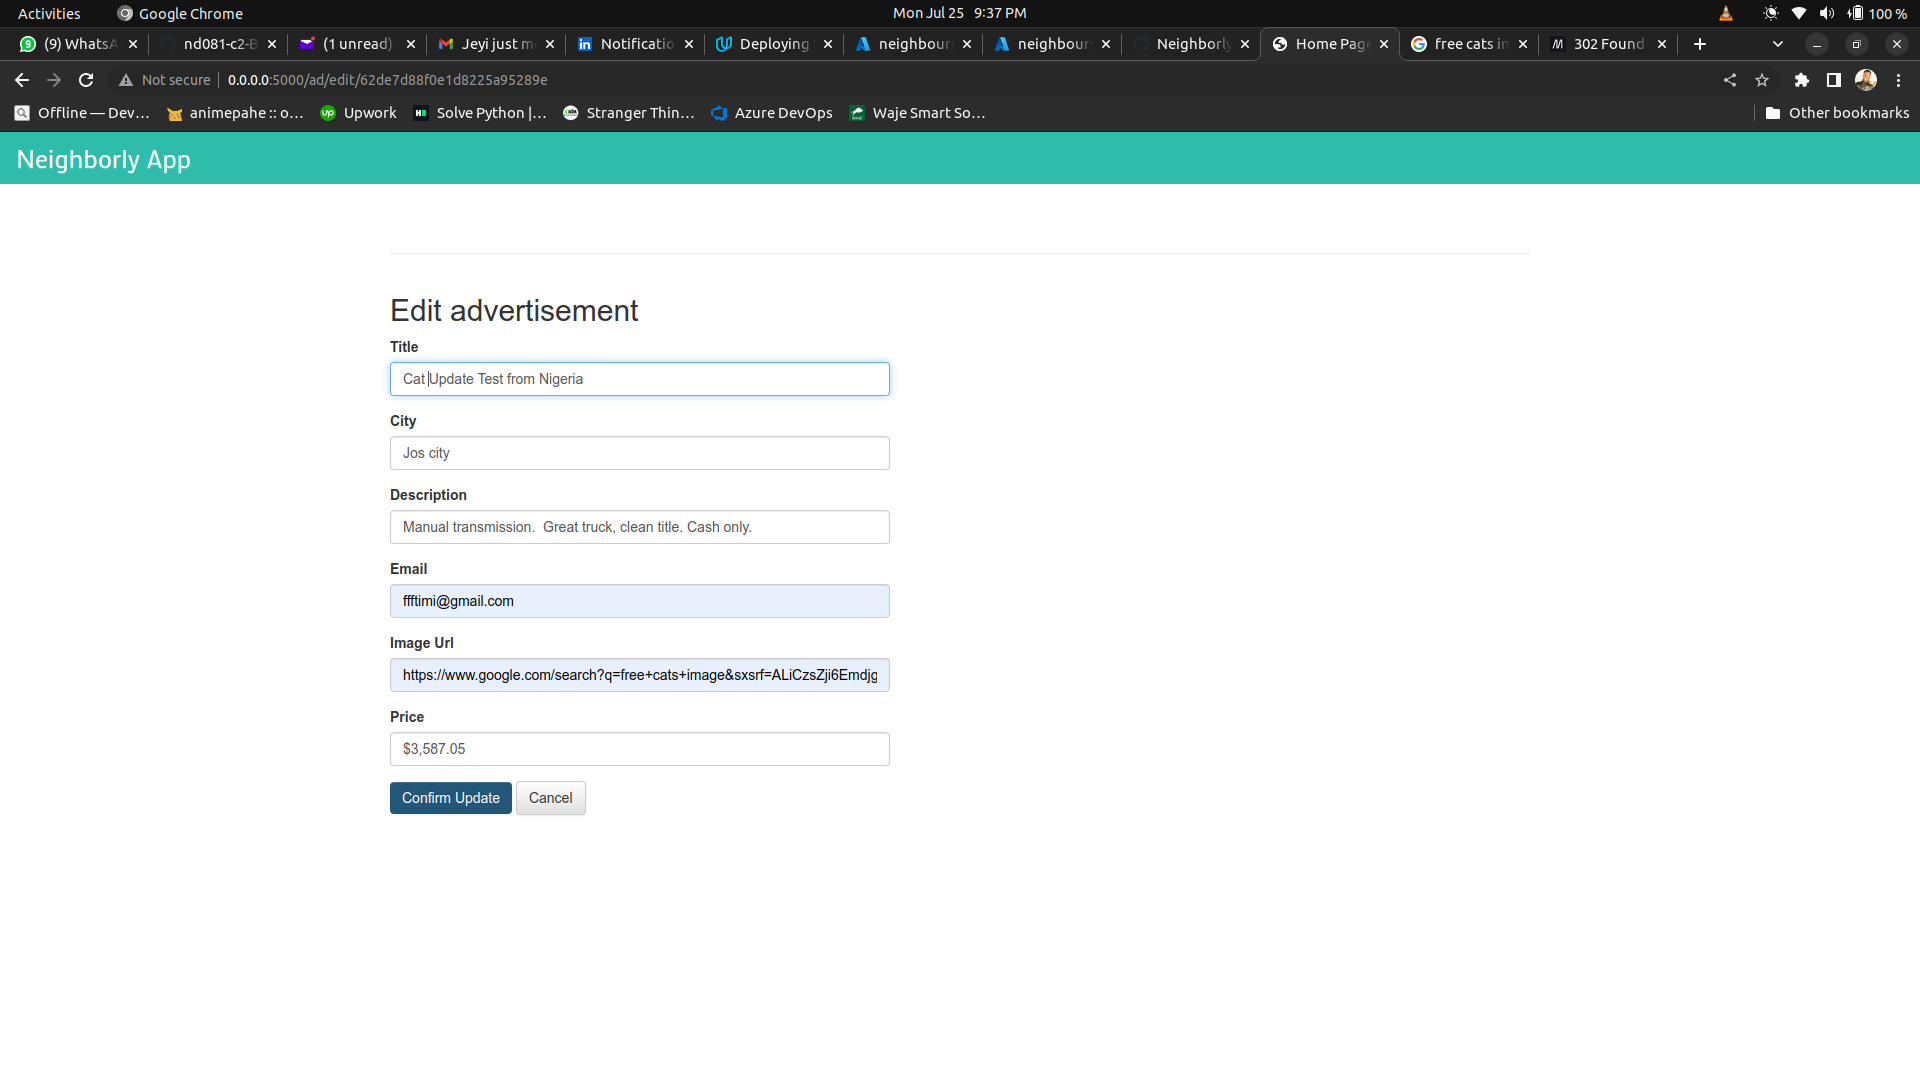 Activities Google Chrome Mon Jul 25 9:37 PM 100 %
(9) WhatsA nd081-c2-B (1 unread) Jeyi just m Notificatio Deploying neighbour neighbour Neighborly Home Page free cats in 302 Found
Not secure 0.0.0.0:5000/ad/edit/62de7d88f0e1d8225a95289e
Offline — Dev... animepahe :: o... Upwork Solve Python |... Stranger Thin... Azure DevOps Waje Smart So... Other bookmarks
Neighborly App
Edit advertisement
Title
Cat Update Test from Nigeria
City
Jos city
Description
Manual transmission.  Great truck, clean title. Cash only.
Email
ffftimi@gmail.com
Image Url
https://www.google.com/search?q=free+cats+image&sxsrf=ALiCzsZji6Emdjg
Price
$3,587.05
Confirm Update Cancel